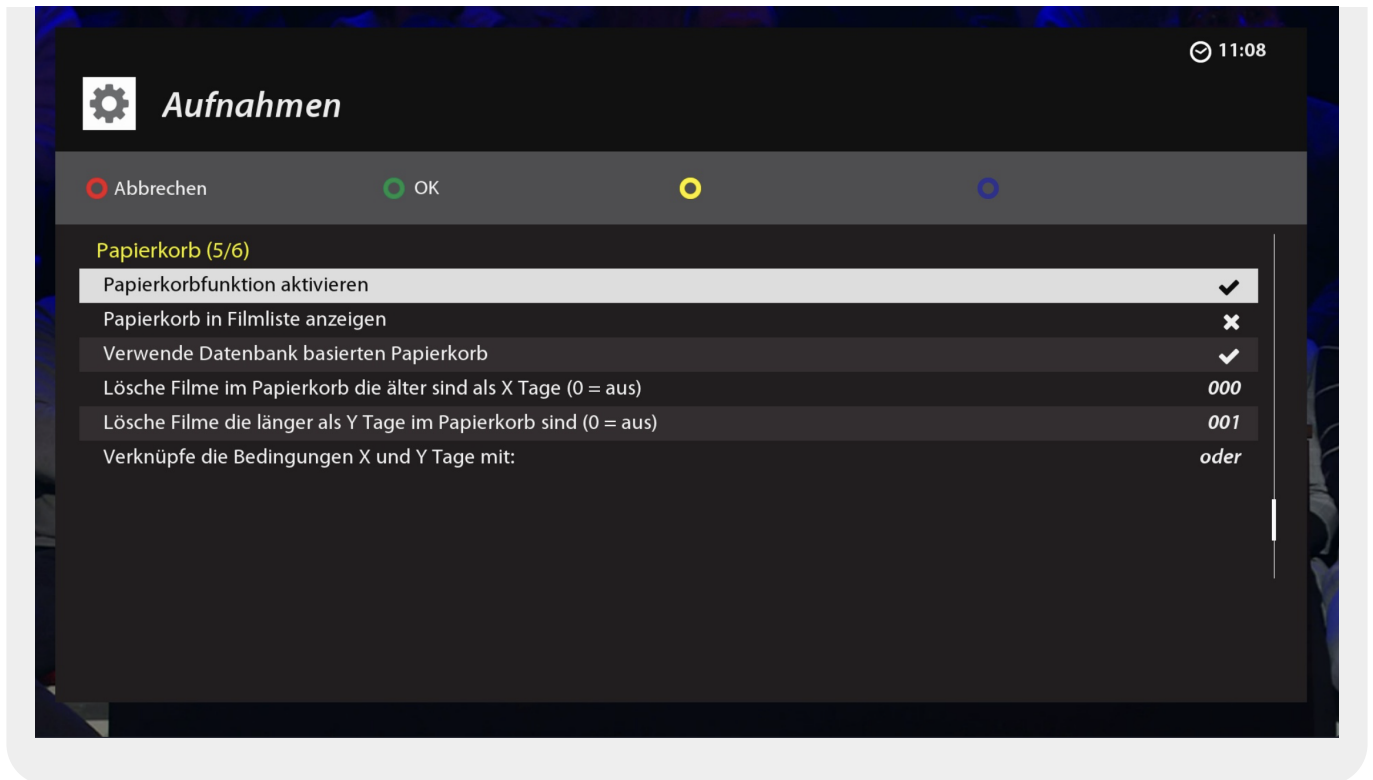 11:08
Aufnahmen
Abbrechen OK
Papierkorb (5/6)
Papierkorbfunktion aktivieren
Papierkorb in Filmliste anzeigen
Verwende Datenbank basierten Papierkorb
Lösche Filme im Papierkorb die älter sind als X Tage (0 = aus) 000
Lösche Filme die länger als Y Tage im Papierkorb sind (0 = aus) 001
Verknüpfe die Bedingungen X und Y Tage mit: oder